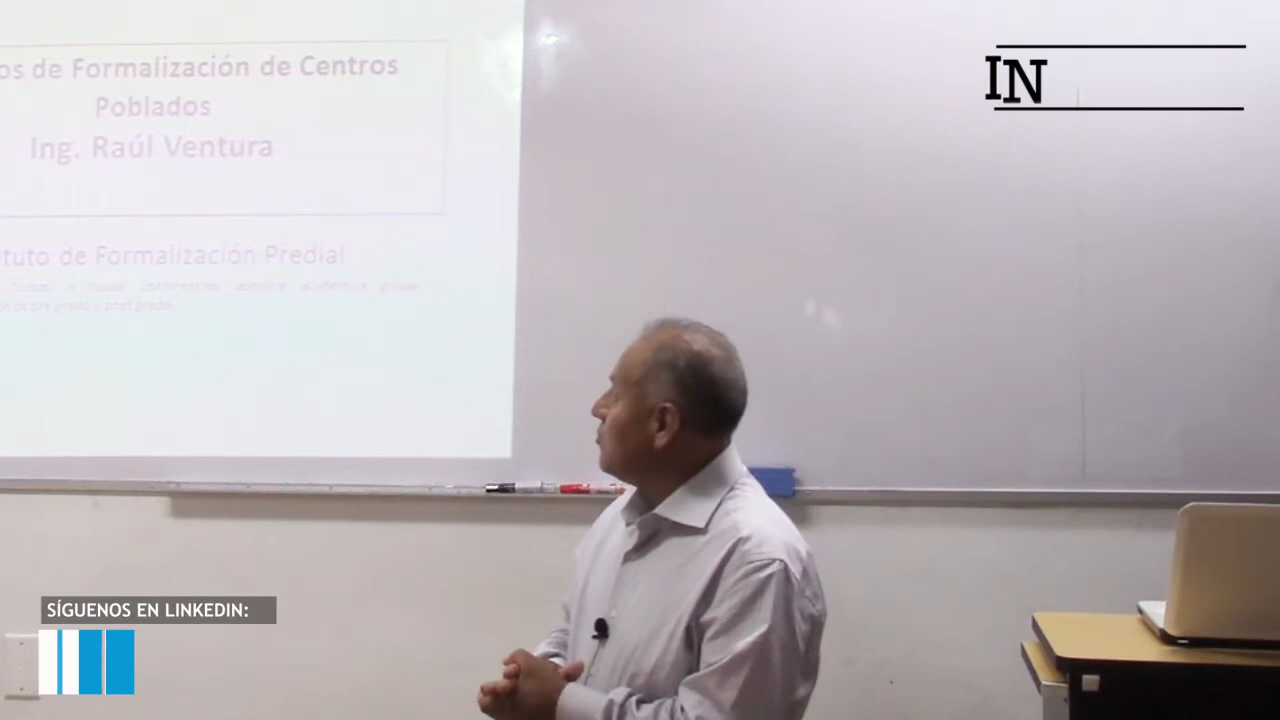 os de Formalización de Centros
Poblados
Ing. Raúl Ventura
tuto de Formalización Predial
IN
SÍGUENOS EN LINKEDIN: